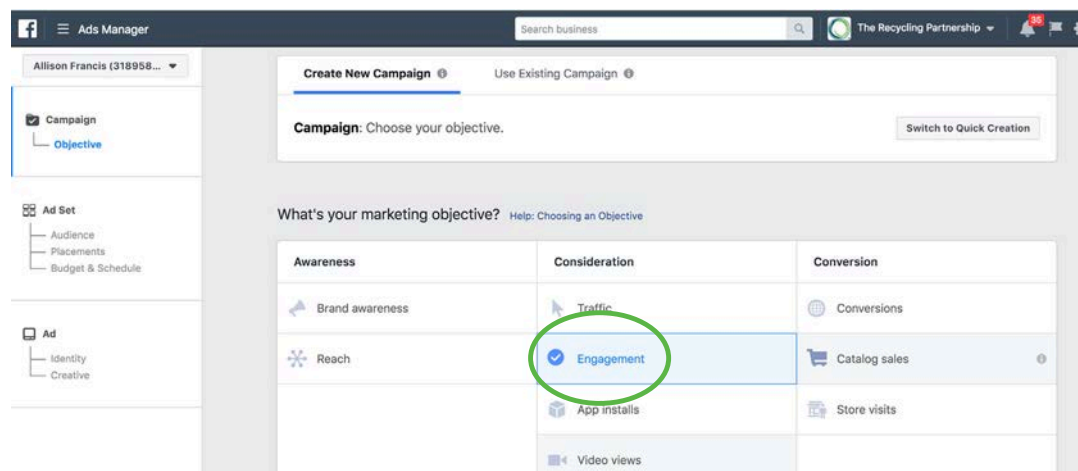 f Ads Manager Search business The Recycling Partnership 35
Allison Francis (318958...
Campaign
Objective
Ad Set
Audience
Placements
Budget & Schedule
Ad
Identity
Creative
Create New Campaign Use Existing Campaign
Campaign: Choose your objective.
Switch to Quick Creation
What's your marketing objective? Help: Choosing an Objective
Awareness Consideration Conversion
Brand awareness Traffic Conversions
Reach Engagement Catalog sales
App installs Store visits
Video views